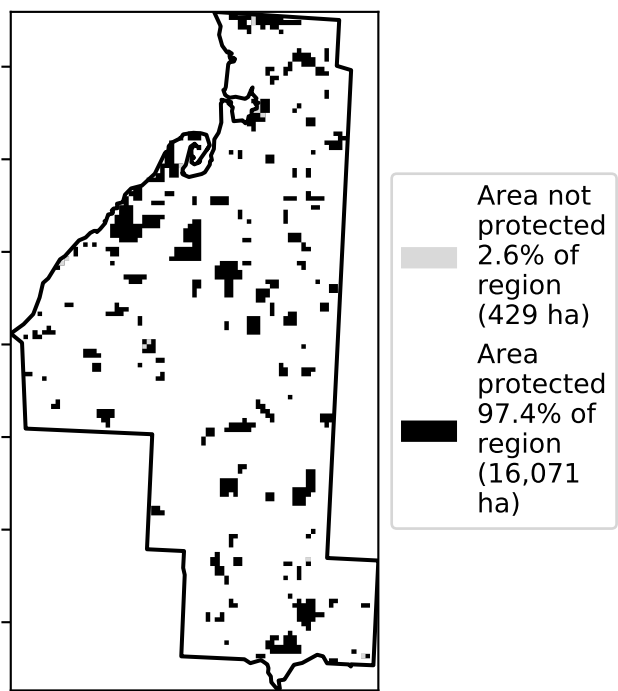 Area not
protected
2.6% of
region
(429 ha)
Area
protected
97.4% of
region
(16,071
ha)